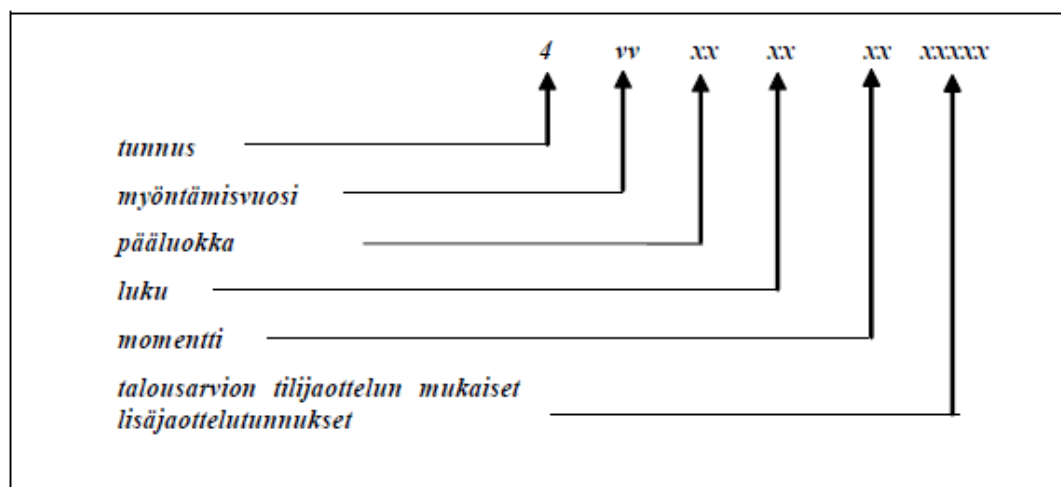 4 vv xx xx xx xxxxx
tunnus
myöntämisvuosi
pääluokka
luku
momentti
talousarvion tilijaottelun mukaiset
lisäjaottelutunnukset